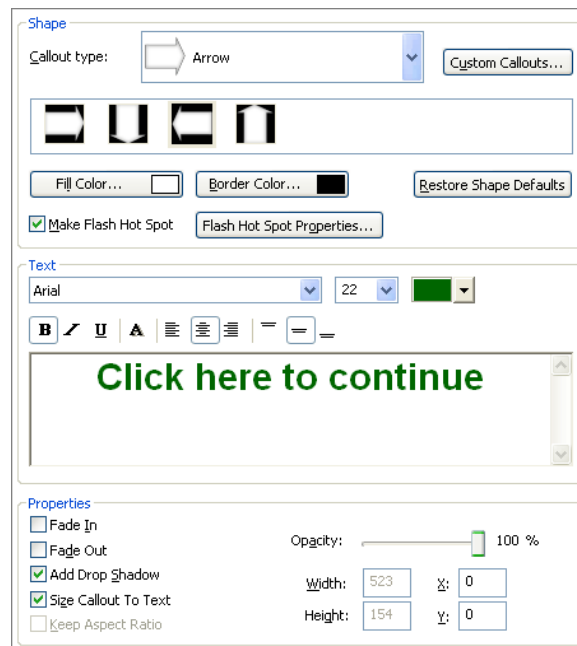 Shape
Callout type: Arrow Custom Callouts...
Fill Color... Border Color... Restore Shape Defaults
Make Flash Hot Spot Flash Hot Spot Properties...
Text
Arial 22
B I U A
Click here to continue
Properties
Fade In
Fade Out
Opacity: 100 %
Add Drop Shadow
Width: 523 X: 0
Size Callout To Text
Height: 154 Y: 0
Keep Aspect Ratio